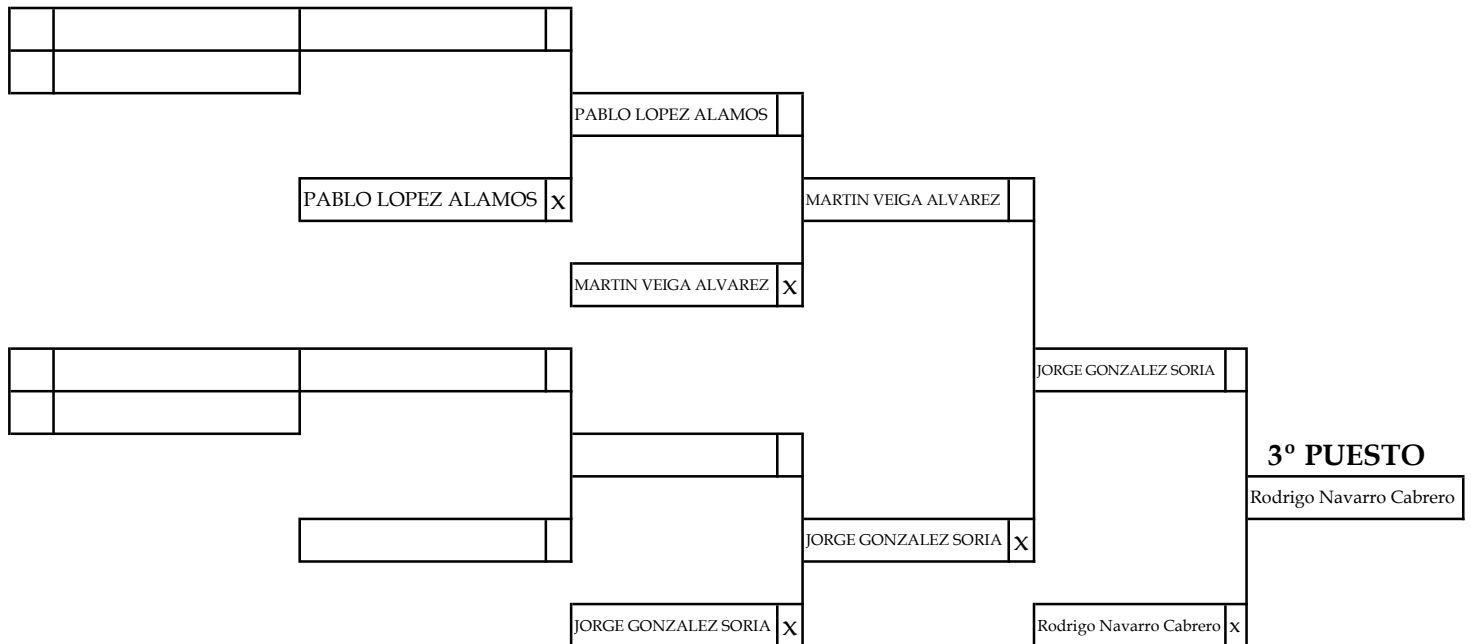 PABLO LOPEZ ALAMOS
PABLO LOPEZ ALAMOS x
MARTIN VEIGA ALVAREZ
MARTIN VEIGA ALVAREZ x
JORGE GONZALEZ SORIA
3º PUESTO
Rodrigo Navarro Cabrero
JORGE GONZALEZ SORIA x
JORGE GONZALEZ SORIA x
Rodrigo Navarro Cabrero x